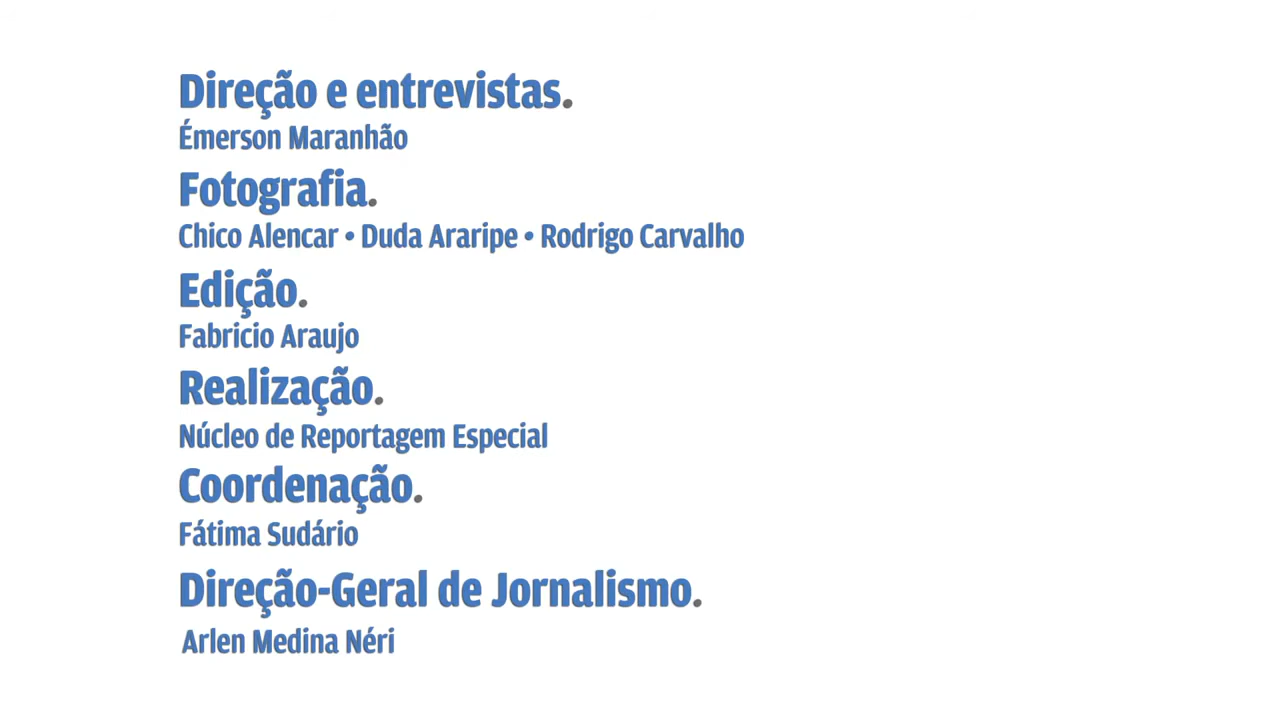 Direção e entrevistas.
Émerson Maranhão
Fotografia.
Chico Alencar • Duda Araripe • Rodrigo Carvalho
Edição.
Fabricio Araujo
Realização.
Núcleo de Reportagem Especial
Coordenação.
Fátima Sudário
Direção-Geral de Jornalismo.
Arlen Medina Néri